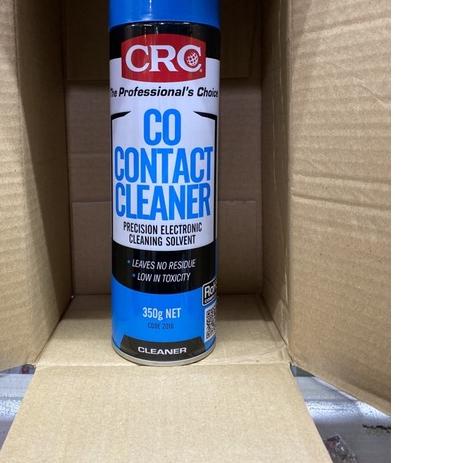 CRC
The Professional's Choice
CO
CONTACT
CLEANER
PRECISION ELECTRONIC
CLEANING SOLVENT
• LEAVES NO RESIDUE
• LOW IN TOXICITY
350g NET
CODE 2016
CLEANER